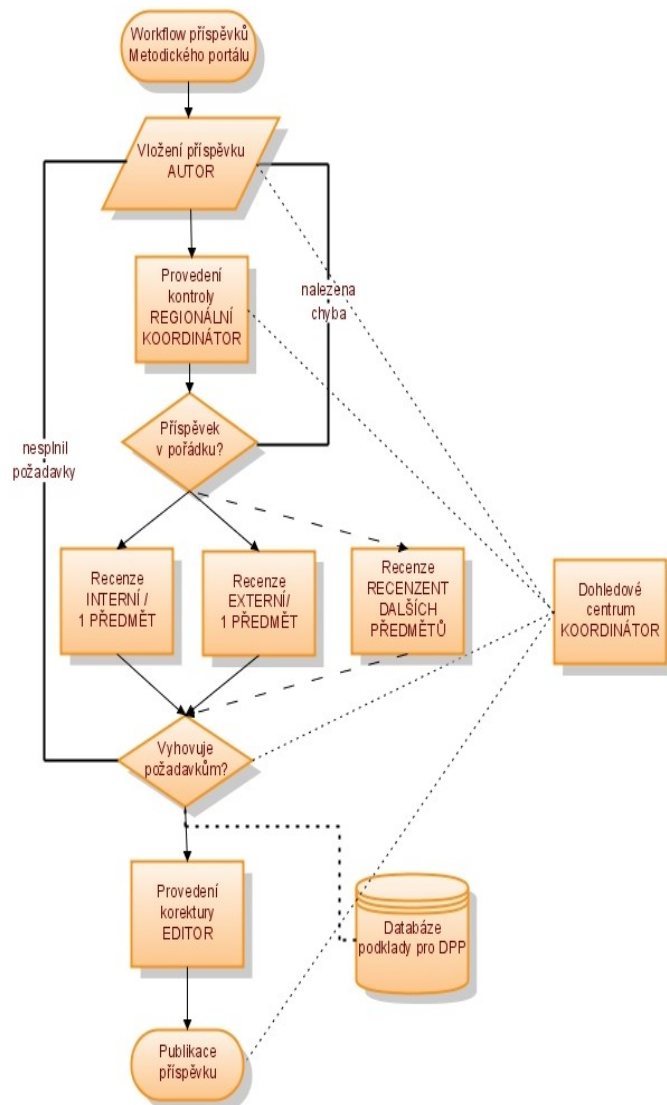 Workflow příspěvků
Metodického portálu
Vložení příspěvku
AUTOR
Provedení
kontroly
REGIONÁLNÍ
KOORDINÁTOR
nalezena
chyba
Příspěvek
v pořádku?
nesplnil
požadavky
Recenze
INTERNÍ /
1 PŘEDMĚT
Recenze
EXTERNÍ/
1 PŘEDMĚT
Recenze
RECENZENT
DALŠÍCH
PŘEDMĚTŮ
Dohledové
centrum
KOORDINÁTOR
Vyhovuje
požadavkům?
Provedení
korektury
EDITOR
Databáze
podklady pro DPP
Publikace
příspěvku